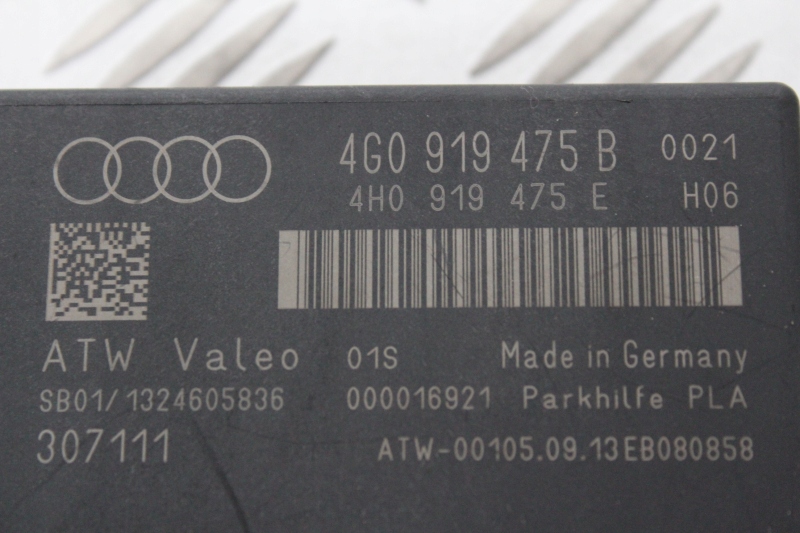 4G0 919 475 B 0021
4H0 919 475 E H06
ATW Valeo 01S Made in Germany
SB01/1324605836 000016921 Parkhilfe PLA
307111 ATW-00105.09.13EB080858